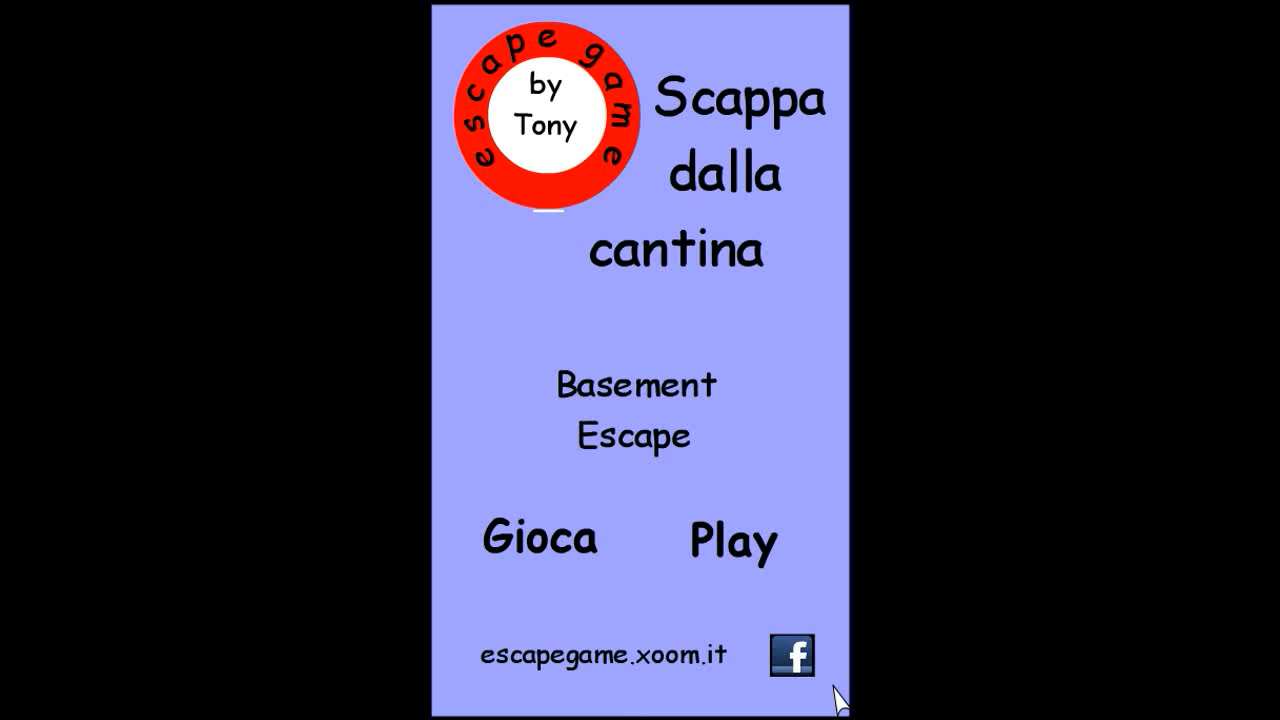 escape game
by
Tony
Scappa
dalla
cantina
Basement
Escape
Gioca Play
escapegame.xoom.it f